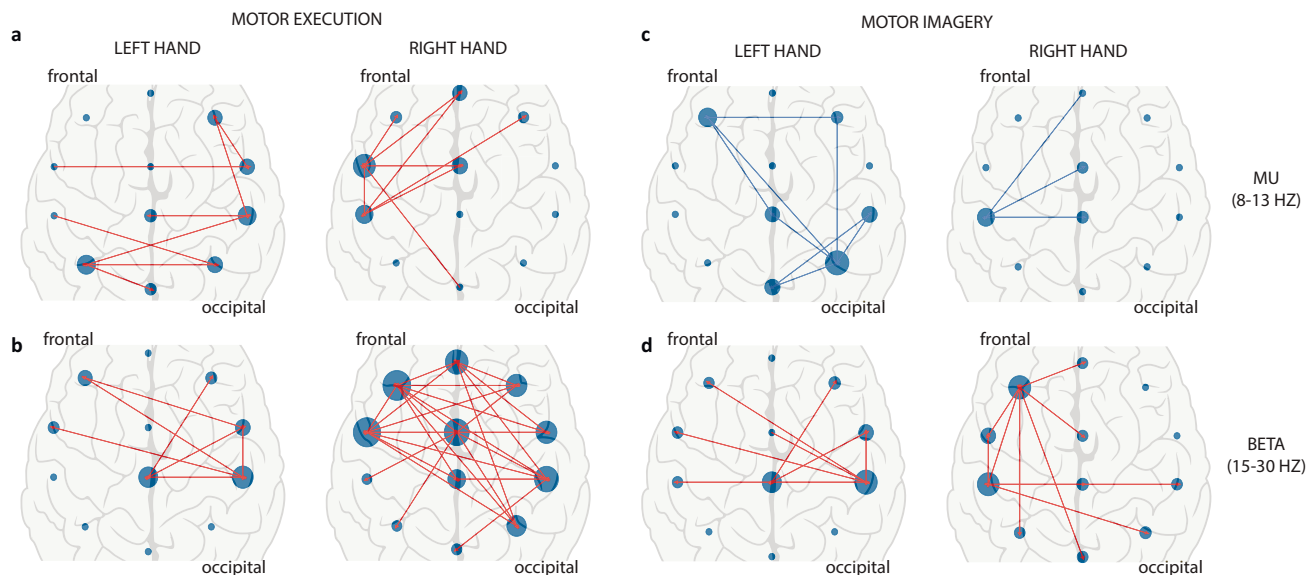 MOTOR EXECUTION
MOTOR IMAGERY
a
LEFT HAND
RIGHT HAND
c
LEFT HAND
RIGHT HAND
frontal
frontal
frontal
frontal
MU
(8-13 HZ)
occipital
occipital
occipital
occipital
b
frontal
frontal
d
frontal
frontal
BETA
(15-30 HZ)
occipital
occipital
occipital
occipital